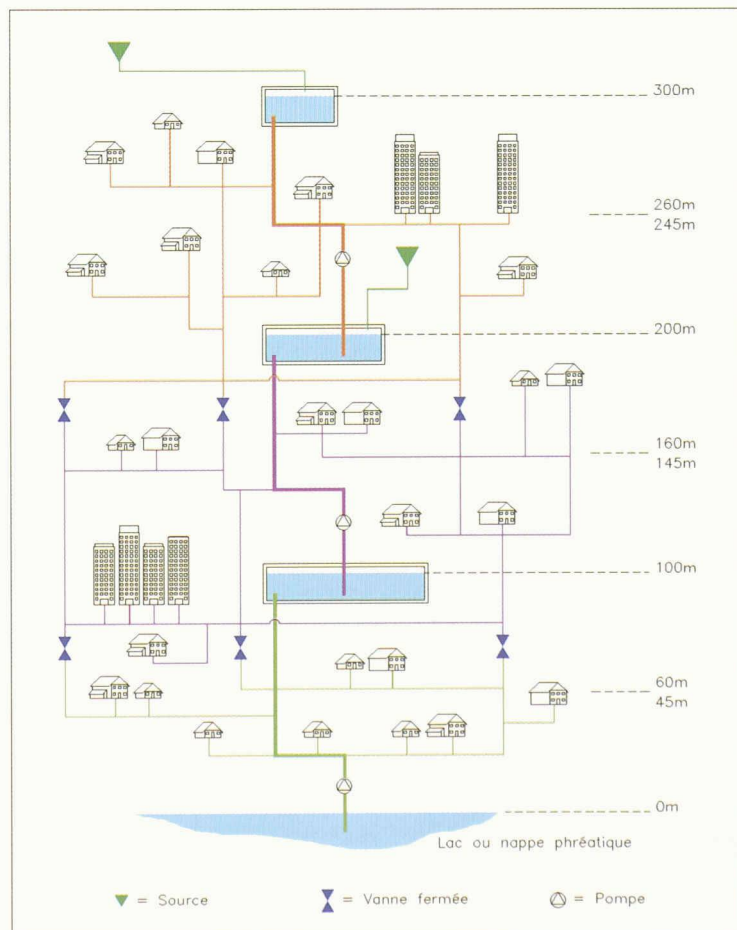 300m
260m
245m
200m
160m
145m
100m
60m
45m
0m
Lac ou nappe phréatique
= Source
= Vanne fermée
= Pompe